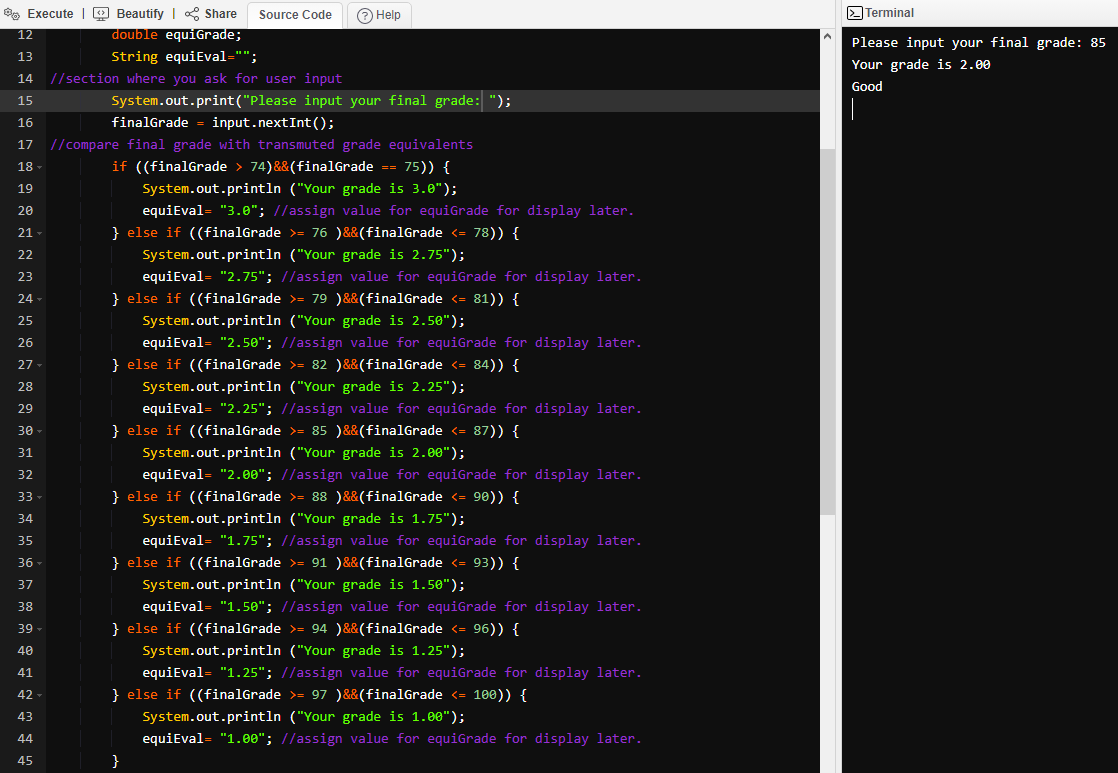 Execute | Beautify | Share Source Code Help
Terminal
12 double equiGrade;
13 String equiEval="";
14 //section where you ask for user input
15 System.out.print("Please input your final grade: ");
16 finalGrade = input.nextInt();
17 //compare final grade with transmuted grade equivalents
18 if ((finalGrade > 74)&&(finalGrade == 75)) {
19 System.out.println ("Your grade is 3.0");
20 equiEval= "3.0"; //assign value for equiGrade for display later.
21 } else if ((finalGrade >= 76 )&&(finalGrade <= 78)) {
22 System.out.println ("Your grade is 2.75");
23 equiEval= "2.75"; //assign value for equiGrade for display later.
24 } else if ((finalGrade >= 79 )&&(finalGrade <= 81)) {
25 System.out.println ("Your grade is 2.50");
26 equiEval= "2.50"; //assign value for equiGrade for display later.
27 } else if ((finalGrade >= 82 )&&(finalGrade <= 84)) {
28 System.out.println ("Your grade is 2.25");
29 equiEval= "2.25"; //assign value for equiGrade for display later.
30 } else if ((finalGrade >= 85 )&&(finalGrade <= 87)) {
31 System.out.println ("Your grade is 2.00");
32 equiEval= "2.00"; //assign value for equiGrade for display later.
33 } else if ((finalGrade >= 88 )&&(finalGrade <= 90)) {
34 System.out.println ("Your grade is 1.75");
35 equiEval= "1.75"; //assign value for equiGrade for display later.
36 } else if ((finalGrade >= 91 )&&(finalGrade <= 93)) {
37 System.out.println ("Your grade is 1.50");
38 equiEval= "1.50"; //assign value for equiGrade for display later.
39 } else if ((finalGrade >= 94 )&&(finalGrade <= 96)) {
40 System.out.println ("Your grade is 1.25");
41 equiEval= "1.25"; //assign value for equiGrade for display later.
42 } else if ((finalGrade >= 97 )&&(finalGrade <= 100)) {
43 System.out.println ("Your grade is 1.00");
44 equiEval= "1.00"; //assign value for equiGrade for display later.
45 }
Please input your final grade: 85
Your grade is 2.00
Good